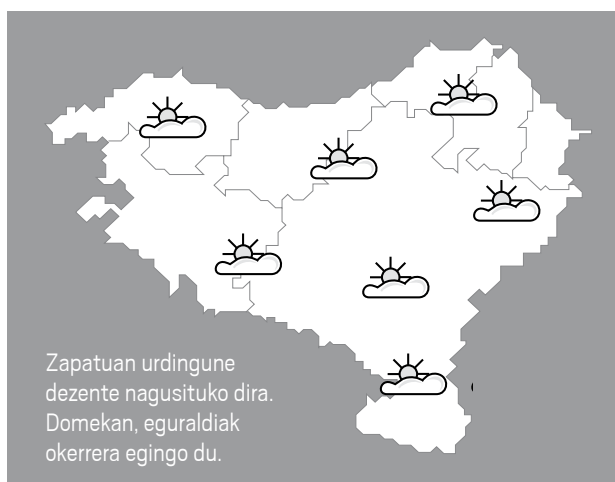 Zapatuan urdingune
dezente nagusituko dira.
Domekan, eguraldiak
okerrera egingo du.